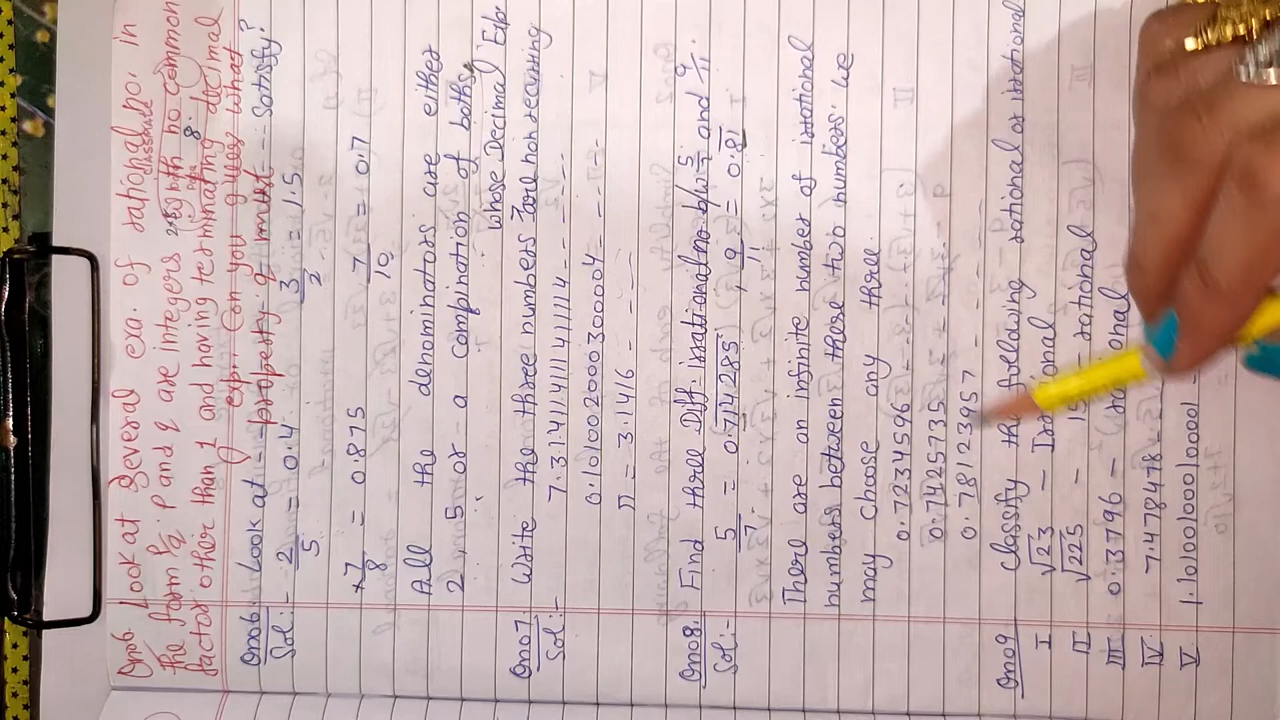 Qno6. Look at Several exa. of rational no. in
classmate
the form P/q. p and q are integers with no common
factor other than 1 and having terminating decimal
expr. Can you guess what
Qno6. Look at - property q must - - Satisfy?
Sol:- 2/5 = 0.4 3/2 = 1.5
7/8 = 0.875 7/10 = 0.7
All the denominators are either
2, 5 or a combination of both.
whose Decimal Exp
Qno7. Write three numbers are non recurring
Sol:- 7.314114111411114 - - - -
0.101002000300004 - - - -
π = 3.1416 - - - -
Qno8. Find three Diff. irrational no. b/w 5/7 and 9/11.
Sol:- 5/7 = 0.714285, 9/11 = 0.81
There are an infinite number of irrational
numbers between these two numbers. we
may choose any three.
0.7234596 - - -
0.7425735 - - -
0.78123957 - - - -
Qno9 Classify the following rational or irrational
I √23 - Irrational
II √225 - 15 - rational
III 0.3796 -
IV. 7.478478
V. 1.101001000100001 -